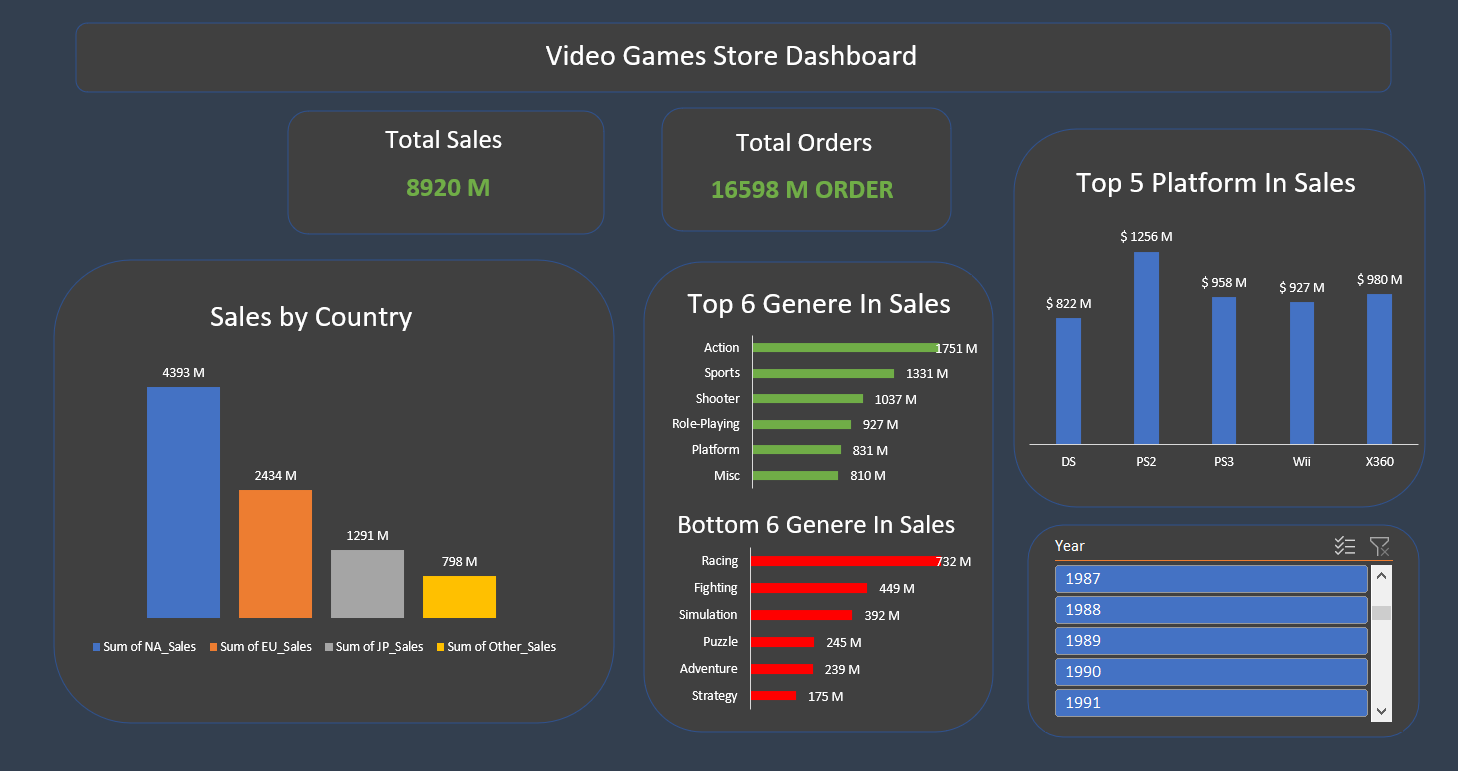 Video Games Store Dashboard
Total Sales
8920 M
Total Orders
16598 M ORDER
Sales by Country
4393 M
2434 M
1291 M
798 M
Sum of NA_Sales Sum of EU_Sales Sum of JP_Sales Sum of Other_Sales
Top 6 Genere In Sales
Action 1751 M
Sports 1331 M
Shooter 1037 M
Role-Playing 927 M
Platform 831 M
Misc 810 M
Bottom 6 Genere In Sales
Racing 732 M
Fighting 449 M
Simulation 392 M
Puzzle 245 M
Adventure 239 M
Strategy 175 M
Top 5 Platform In Sales
$ 822 M
$ 1256 M
$ 958 M
$ 927 M
$ 980 M
DS PS2 PS3 Wii X360
Year
1987
1988
1989
1990
1991